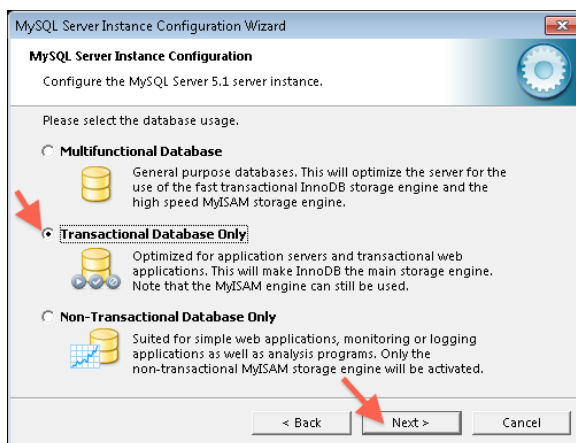 MySQL Server Instance Configuration Wizard
MySQL Server Instance Configuration
Configure the MySQL Server 5.1 server instance.
Please select the database usage.
Multifunctional Database
General purpose databases. This will optimize the server for the
use of the fast transactional InnoDB storage engine and the
high speed MyISAM storage engine.
Transactional Database Only
Optimized for application servers and transactional web
applications. This will make InnoDB the main storage engine.
Note that the MyISAM engine can still be used.
Non-Transactional Database Only
Suited for simple web applications, monitoring or logging
applications as well as analysis programs. Only the
non-transactional MyISAM storage engine will be activated.
< Back
Next >
Cancel